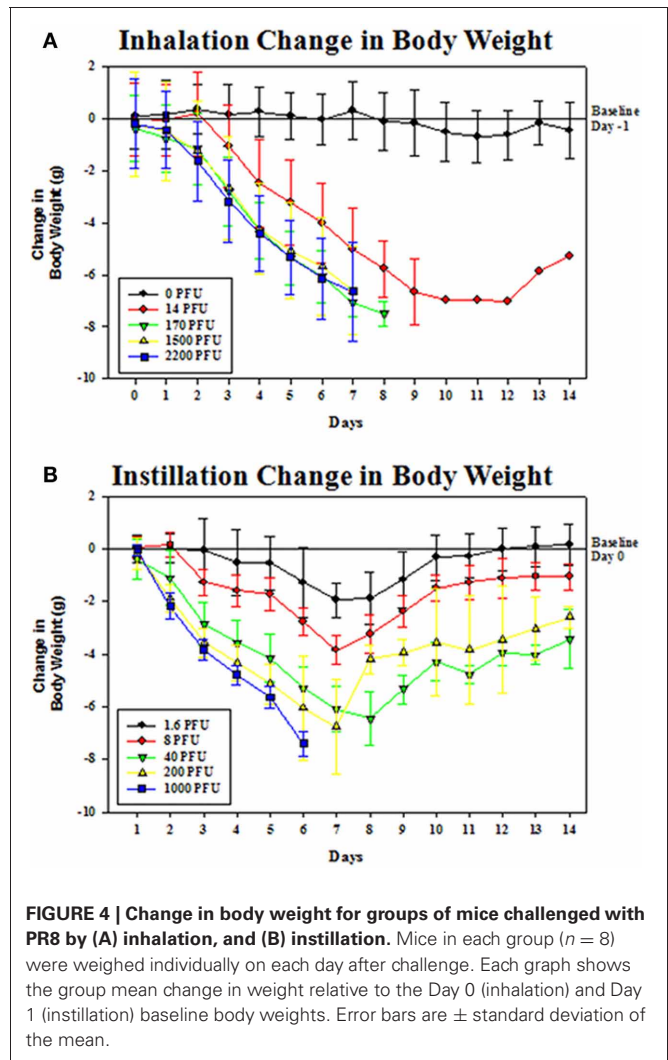 A
Inhalation Change in Body Weight
2
0
-2
-4
-6
-8
-10
Change in
Body Weight (g)
Baseline
Day -1
0 PFU
14 PFU
170 PFU
1500 PFU
2200 PFU
0 1 2 3 4 5 6 7 8 9 10 11 12 13 14
Days
B
Instillation Change in Body Weight
2
0
-2
-4
-6
-8
-10
Change in
Body Weight(g)
Baseline
Day 0
1.6 PFU
8 PFU
40 PFU
200 PFU
1000 PFU
1 2 3 4 5 6 7 8 9 10 11 12 13 14
Days
FIGURE 4 | Change in body weight for groups of mice challenged with
PR8 by (A) inhalation, and (B) instillation. Mice in each group (n = 8)
were weighed individually on each day after challenge. Each graph shows
the group mean change in weight relative to the Day 0 (inhalation) and Day
1 (instillation) baseline body weights. Error bars are ± standard deviation of
the mean.